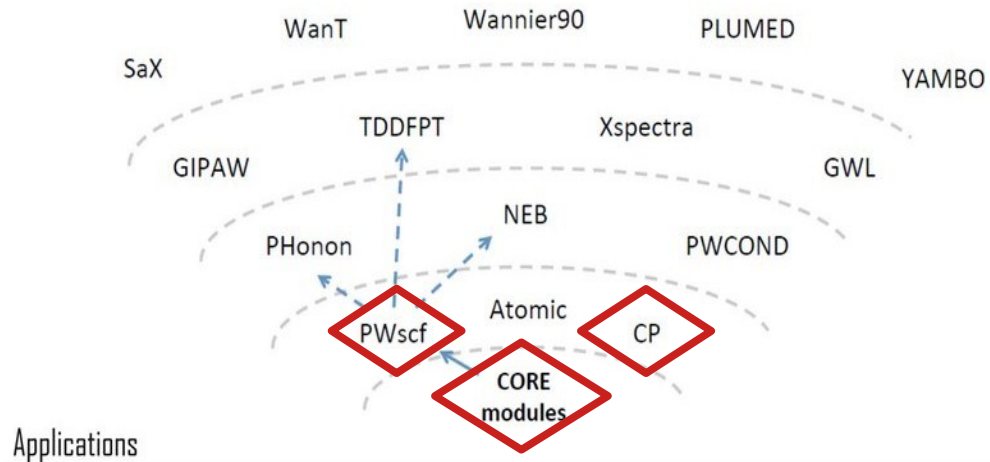 Wannier90
WanT
PLUMED
SaX
YAMBO
TDDFPT
Xspectra
GIPAW
GWL
NEB
PHonon
PWCOND
Atomic
PWscf
CP
CORE
modules
Applications